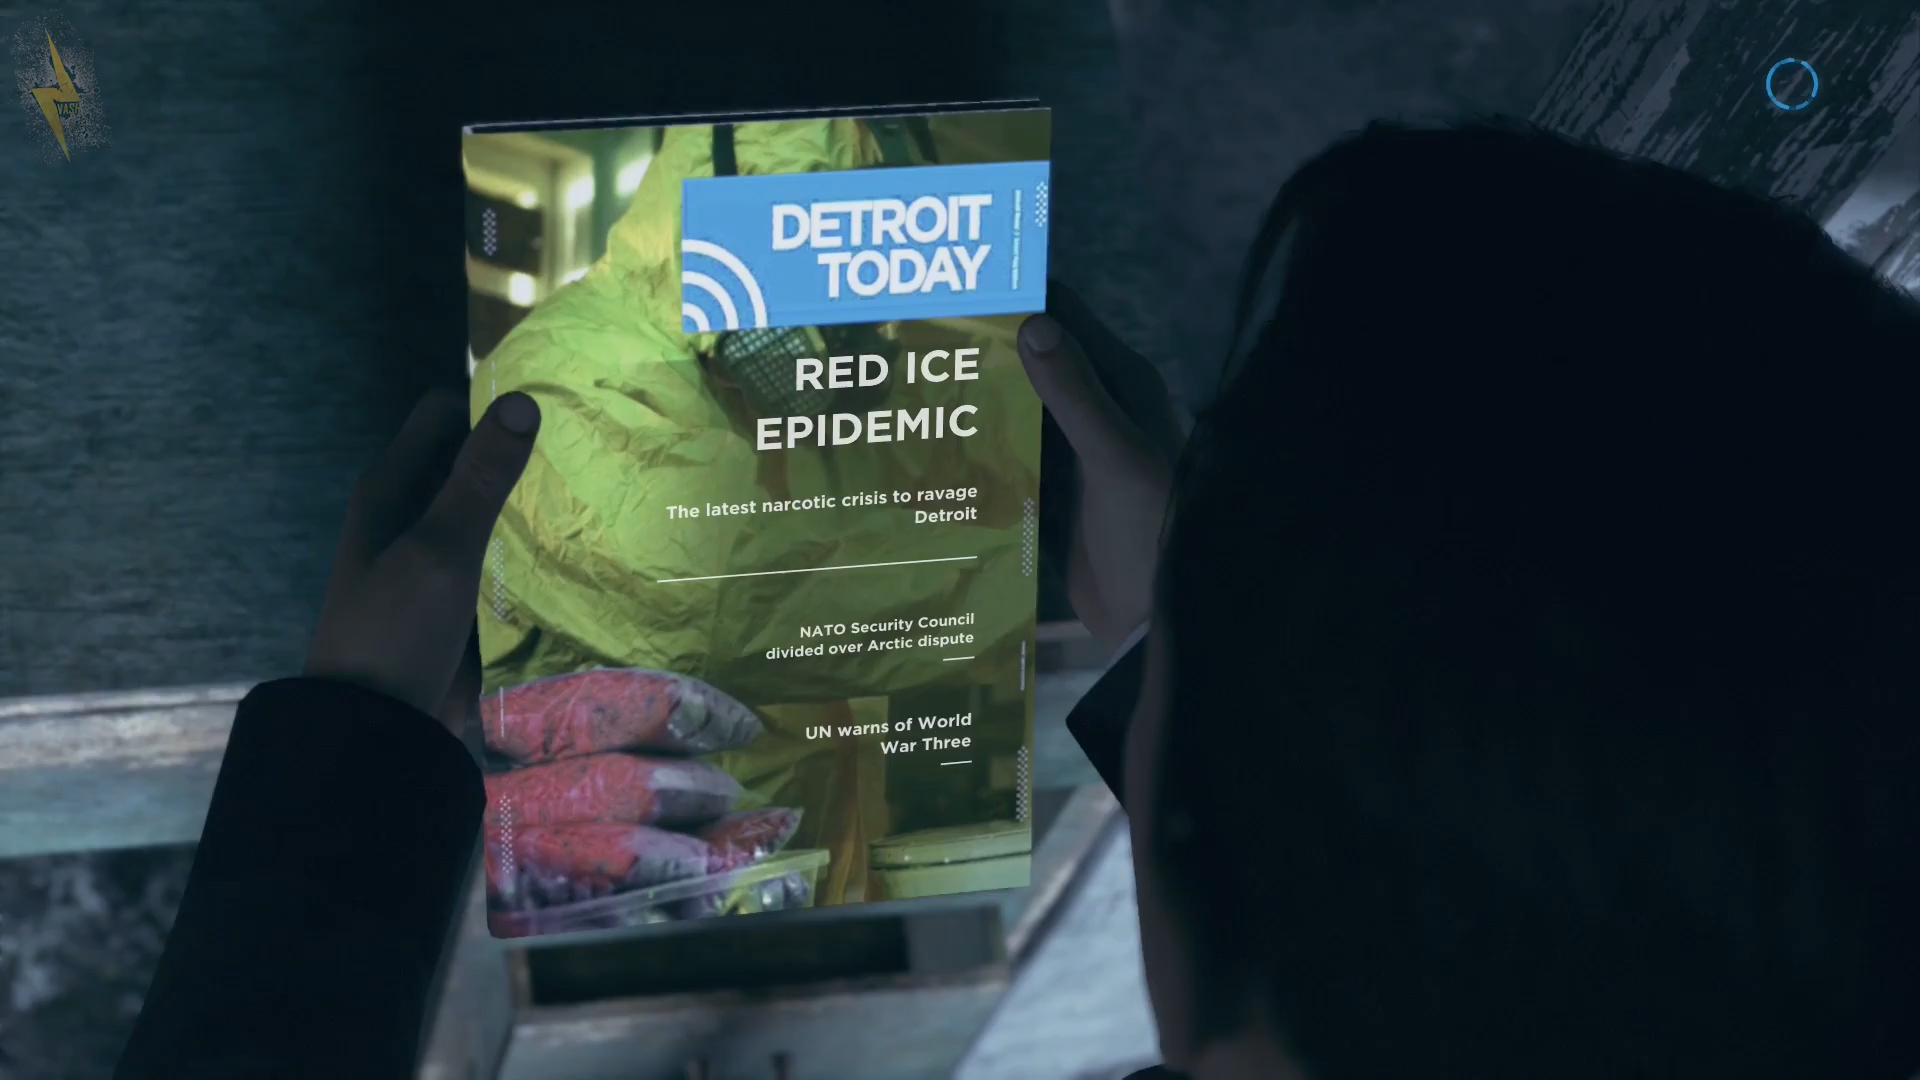 VASH
DETROIT
TODAY
RED ICE
EPIDEMIC
The latest narcotic crisis to ravage
Detroit
NATO Security Council
divided over Arctic dispute
UN warns of World
War Three